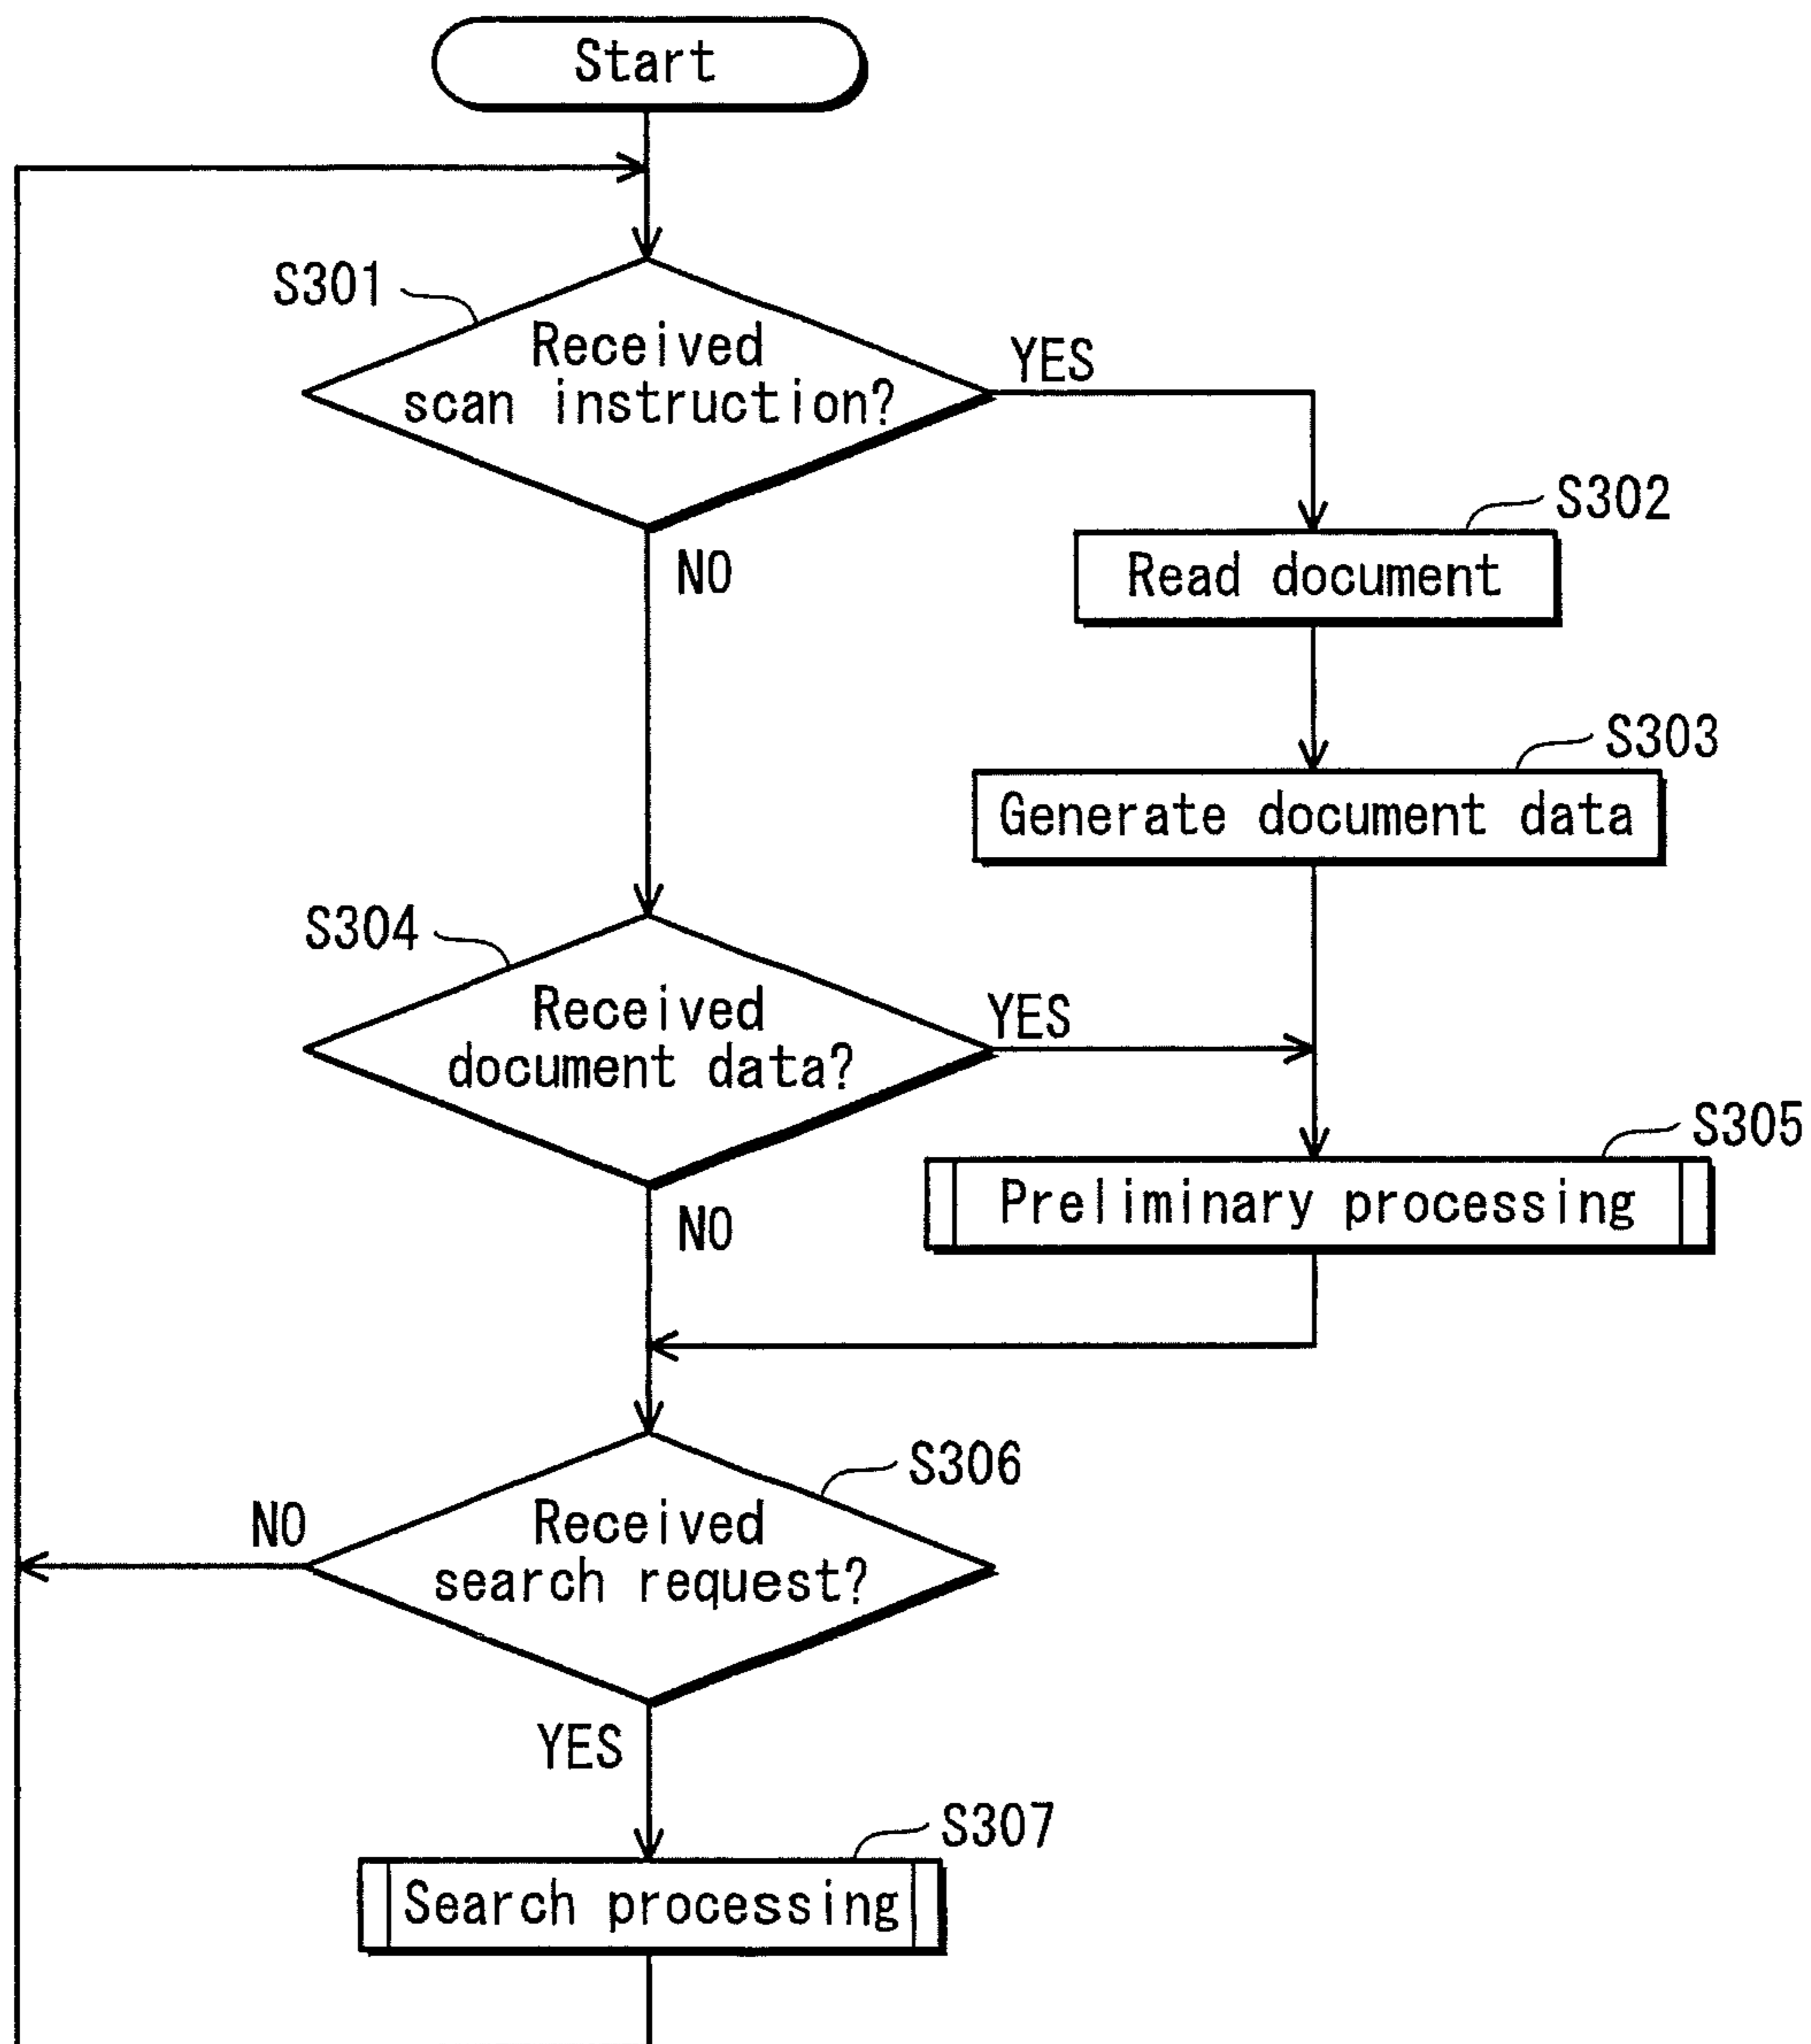 Start
S301
Received
scan instruction?
YES
NO
S302
Read document
S303
Generate document data
S304
Received
document data?
YES
NO
S305
Preliminary processing
S306
Received
search request?
NO
YES
S307
Search processing